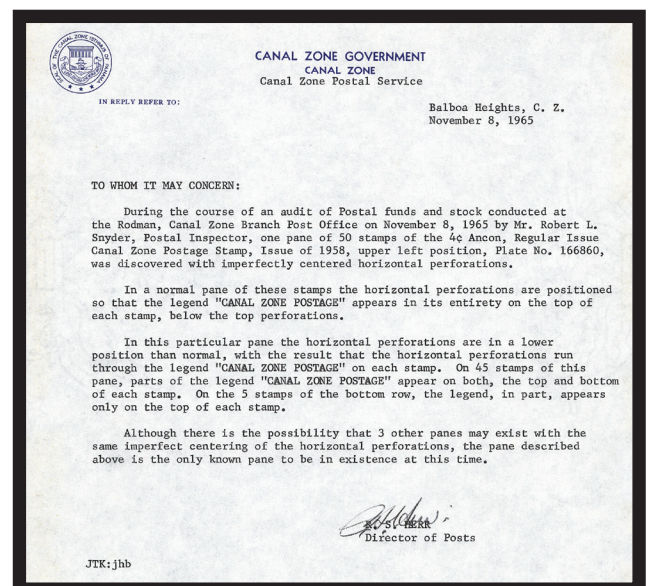 SEAL OF THE CANAL ZONE ISTHMUS OF PANAMA
CANAL ZONE GOVERNMENT
CANAL ZONE
Canal Zone Postal Service
IN REPLY REFER TO:
Balboa Heights, C. Z.
November 8, 1965
TO WHOM IT MAY CONCERN:
During the course of an audit of Postal funds and stock conducted at
the Rodman, Canal Zone Branch Post Office on November 8, 1965 by Mr. Robert L.
Snyder, Postal Inspector, one pane of 50 stamps of the 4¢ Ancon, Regular Issue
Canal Zone Postage Stamp, Issue of 1958, upper left position, Plate No. 166860,
was discovered with imperfectly centered horizontal perforations.
In a normal pane of these stamps the horizontal perforations are positioned
so that the legend "CANAL ZONE POSTAGE" appears in its entirety on the top of
each stamp, below the top perforations.
In this particular pane the horizontal perforations are in a lower
position than normal, with the result that the horizontal perforations run
through the legend "CANAL ZONE POSTAGE" on each stamp. On 45 stamps of this
pane, parts of the legend "CANAL ZONE POSTAGE" appear on both, the top and bottom
of each stamp. On the 5 stamps of the bottom row, the legend, in part, appears
only on the top of each stamp.
Although there is the possibility that 3 other panes may exist with the
same imperfect centering of the horizontal perforations, the pane described
above is the only known pane to be in existence at this time.
HERR
Director of Posts
JTK:jhb